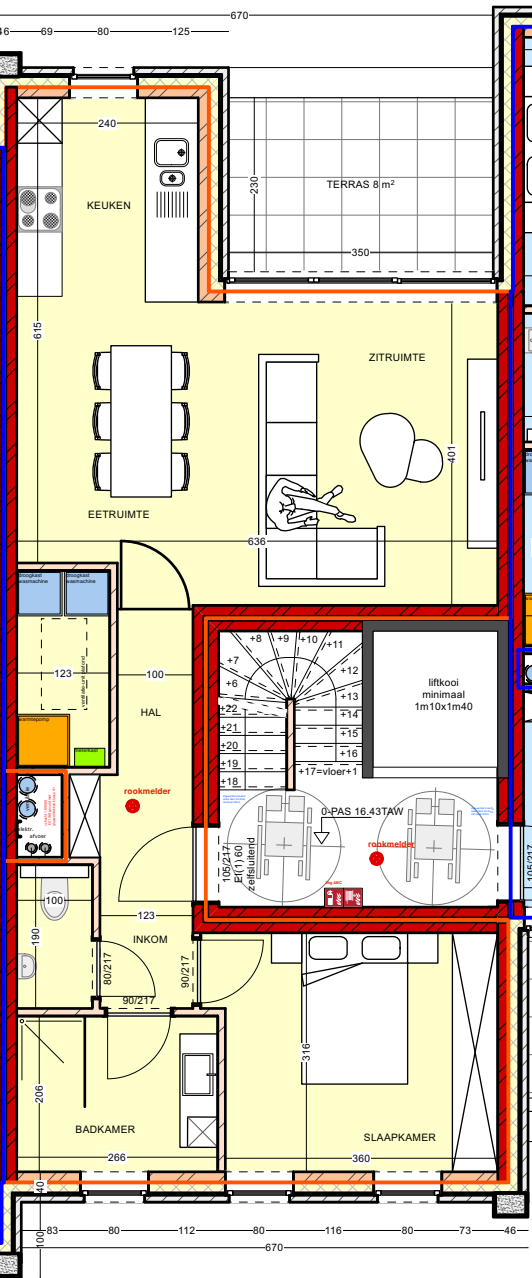 670
46
69
80
125
240
KEUKEN
230
TERRAS 8 m²
350
615
ZITRUIMTE
401
EETRUIMTE
636
droogkast
wasmachine
droogkast
wasmachine
123
100
HAL
warmtepomp
+8
+9
+10
+11
+7
+12
+6
+13
+22
+14
+21
+15
+20
+16
+19
+17=vloer+1
+18
liftkooi
minimaal
1m10x1m40
rookmelder
0-PAS 16.43TAW
rookmelder
elektr.
afvoer
105/217
EI(1) 60
zelfsluitend
105/217
100
190
123
INKOM
80/217
90/217
90/217
316
206
BADKAMER
266
SLAAPKAMER
360
40
100
83
80
112
80
116
80
73
46
670